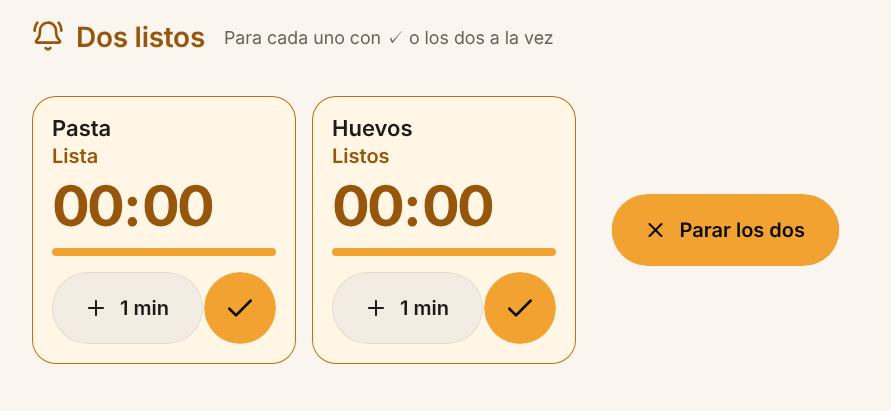 Dos listos
Para cada uno con ✓ o los dos a la vez
Pasta
Lista
00:00
+ 1 min
Huevos
Listos
00:00
+ 1 min
Parar los dos